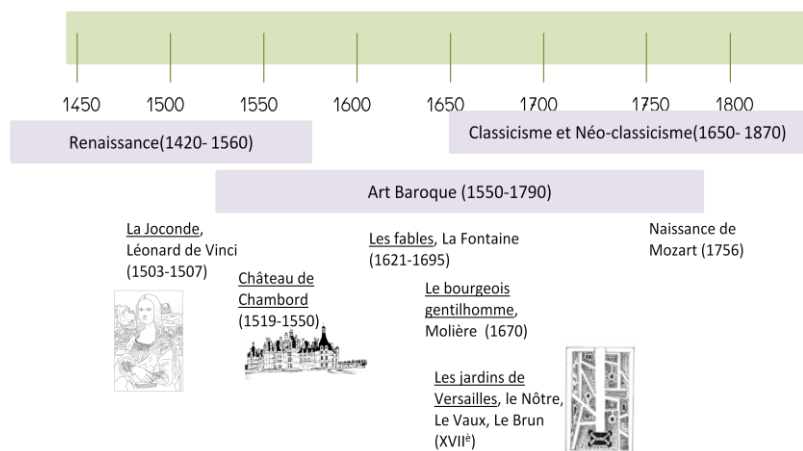 1450 1500 1550 1600 1650 1700 1750 1800
Renaissance(1420- 1560)
Classicisme et Néo-classicisme(1650- 1870)
Art Baroque (1550-1790)
La Joconde,
Léonard de Vinci
(1503-1507)
Château de
Chambord
(1519-1550)
Les fables, La Fontaine
(1621-1695)
Le bourgeois
gentilhomme,
Molière (1670)
Les jardins de
Versailles, le Nôtre,
Le Vaux, Le Brun
(XVIIè)
Naissance de
Mozart (1756)